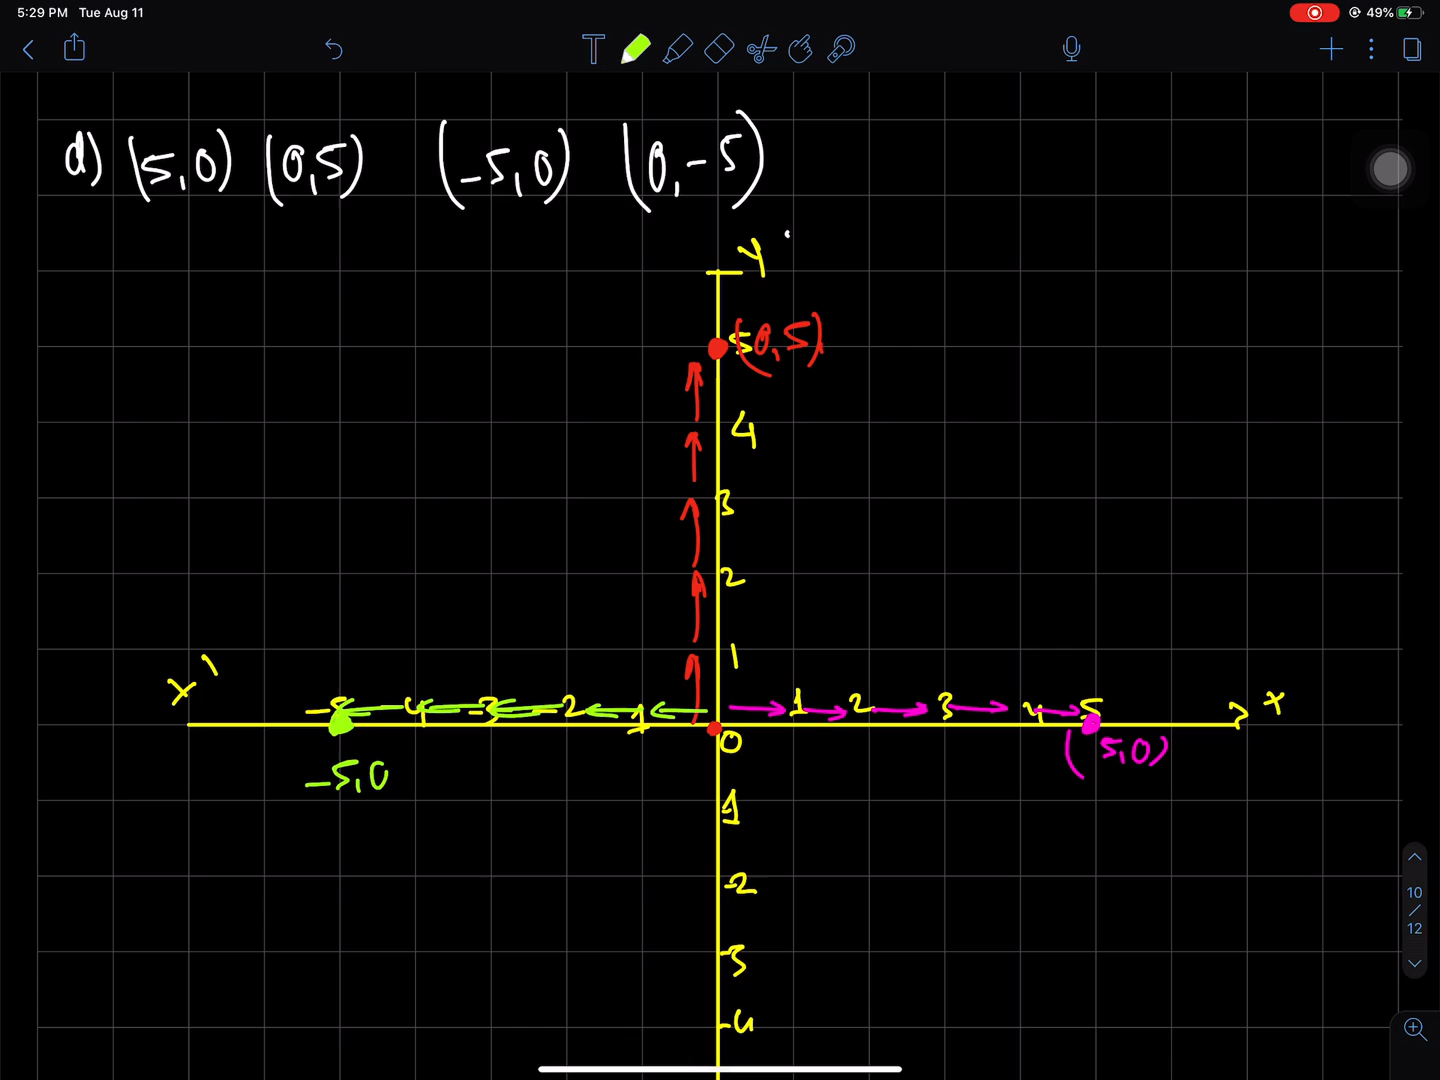 5:29 PM Tue Aug 11
49%
T
d) (5,0) (0,5) (-5,0) (0,-5)
y
5 (0,5)
4
3
2
1
x'
-5 -4 -3 -2 -1 1 2 3 4 5 x
0
(5,0)
-5,0
-1
-2
-3
-4
10
/
12